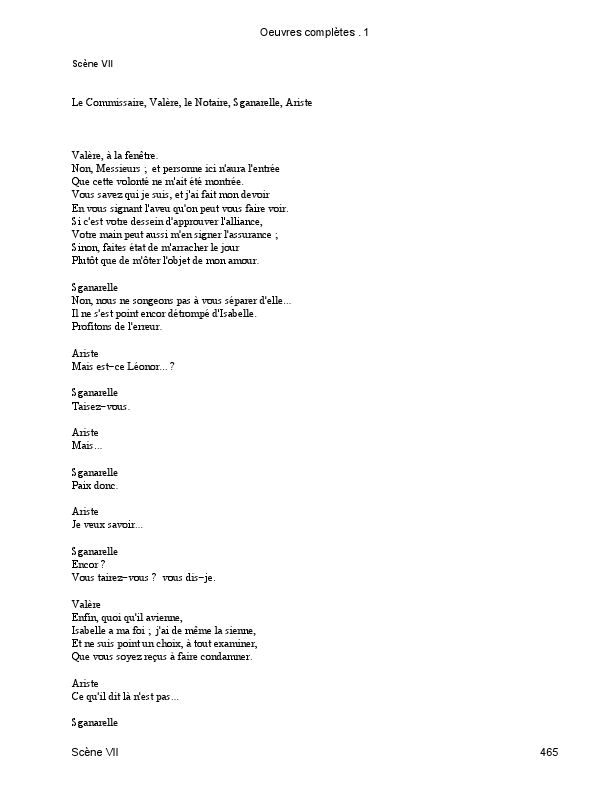 Oeuvres complètes . 1
Scène VII
Le Commissaire, Valère, le Notaire, Sganarelle, Ariste
Valère, à la fenêtre.
Non, Messieurs ; et personne ici n'aura l'entrée
Que cette volonté ne m'ait été montrée.
Vous savez qui je suis, et j'ai fait mon devoir
En vous signant l'aveu qu'on peut vous faire voir.
Si c'est votre dessein d'approuver l'alliance,
Votre main peut aussi m'en signer l'assurance ;
Sinon, faites état de m'arracher le jour
Plutôt que de m'ôter l'objet de mon amour.
Sganarelle
Non, nous ne songeons pas à vous séparer d'elle...
Il ne s'est point encor détrompé d'Isabelle.
Profitons de l'erreur.
Ariste
Mais est-ce Léonor... ?
Sganarelle
Taisez-vous.
Ariste
Mais...
Sganarelle
Paix donc.
Ariste
Je veux savoir...
Sganarelle
Encor ?
Vous tairez-vous ? vous dis-je.
Valère
Enfin, quoi qu'il avienne,
Isabelle a ma foi ; j'ai de même la sienne,
Et ne suis point un choix, à tout examiner,
Que vous soyez reçus à faire condamner.
Ariste
Ce qu'il dit là n'est pas...
Sganarelle
Scène VII
465